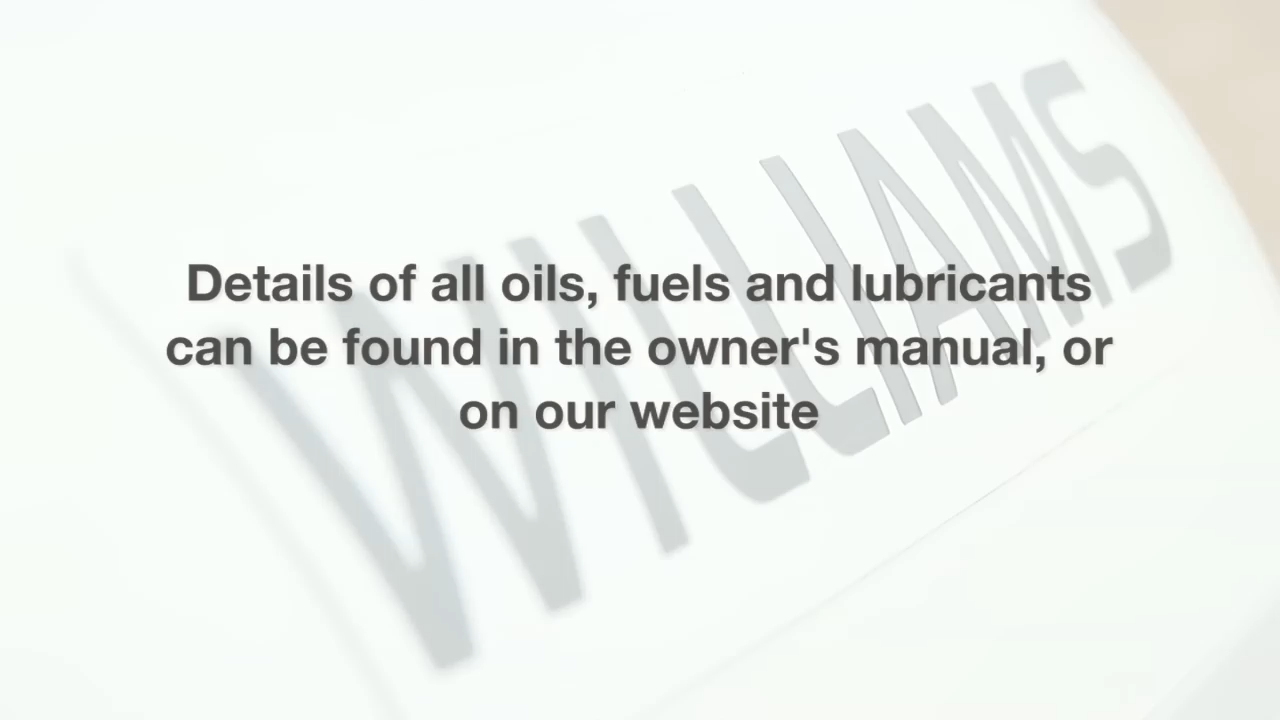 WILLIAMS
Details of all oils, fuels and lubricants
can be found in the owner's manual, or
on our website